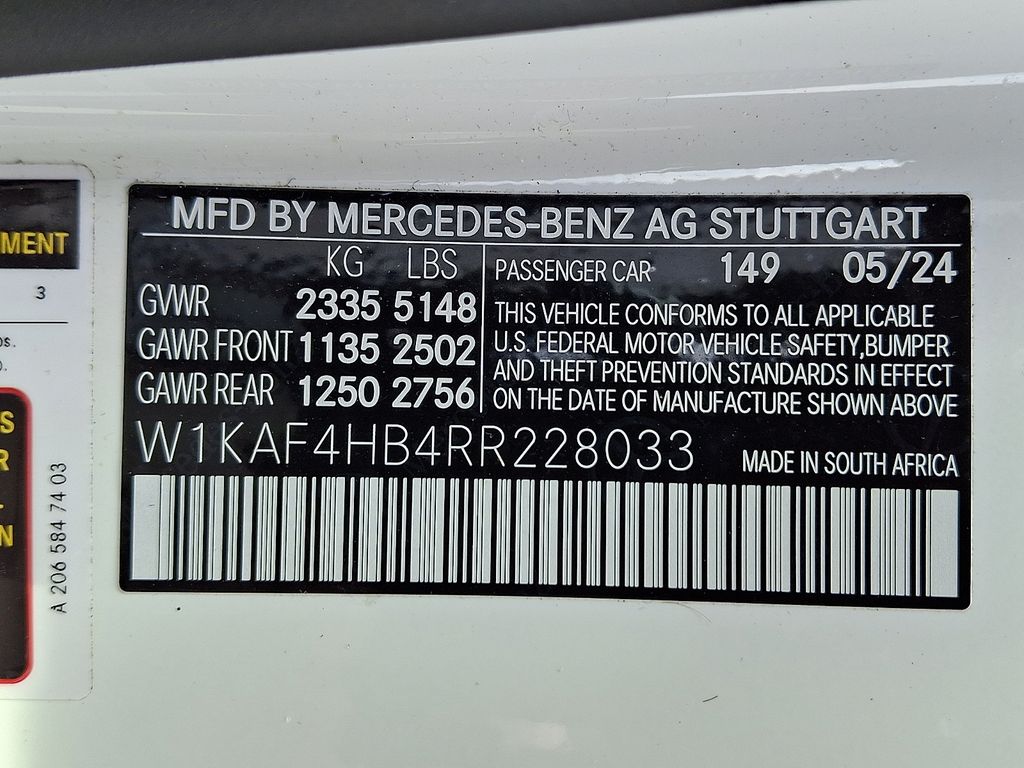 MFD BY MERCEDES-BENZ AG STUTTGART
KG LBS
GVWR 2335 5148
GAWR FRONT 1135 2502
GAWR REAR 1250 2756
PASSENGER CAR 149 05/24
THIS VEHICLE CONFORMS TO ALL APPLICABLE
U.S. FEDERAL MOTOR VEHICLE SAFETY,BUMPER
AND THEFT PREVENTION STANDARDS IN EFFECT
ON THE DATE OF MANUFACTURE SHOWN ABOVE
W1KAF4HB4RR228033
MADE IN SOUTH AFRICA
3
A 206 584 74 03